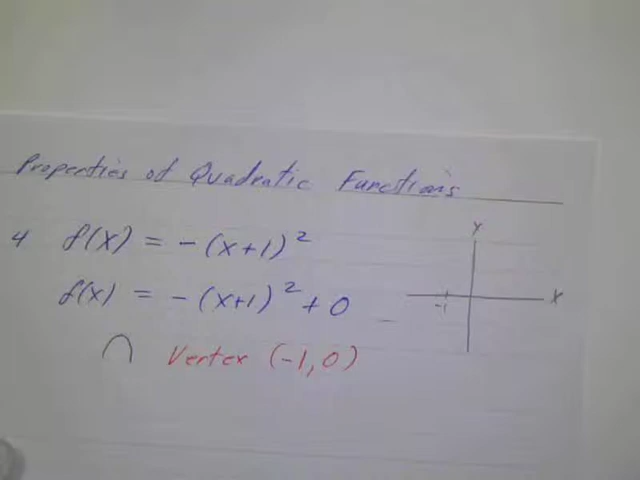 Properties of Quadratic Functions
4 f(x) = -(x+1)²
f(x) = -(x+1)² + 0
Vertex (-1,0)
Y
X
-1